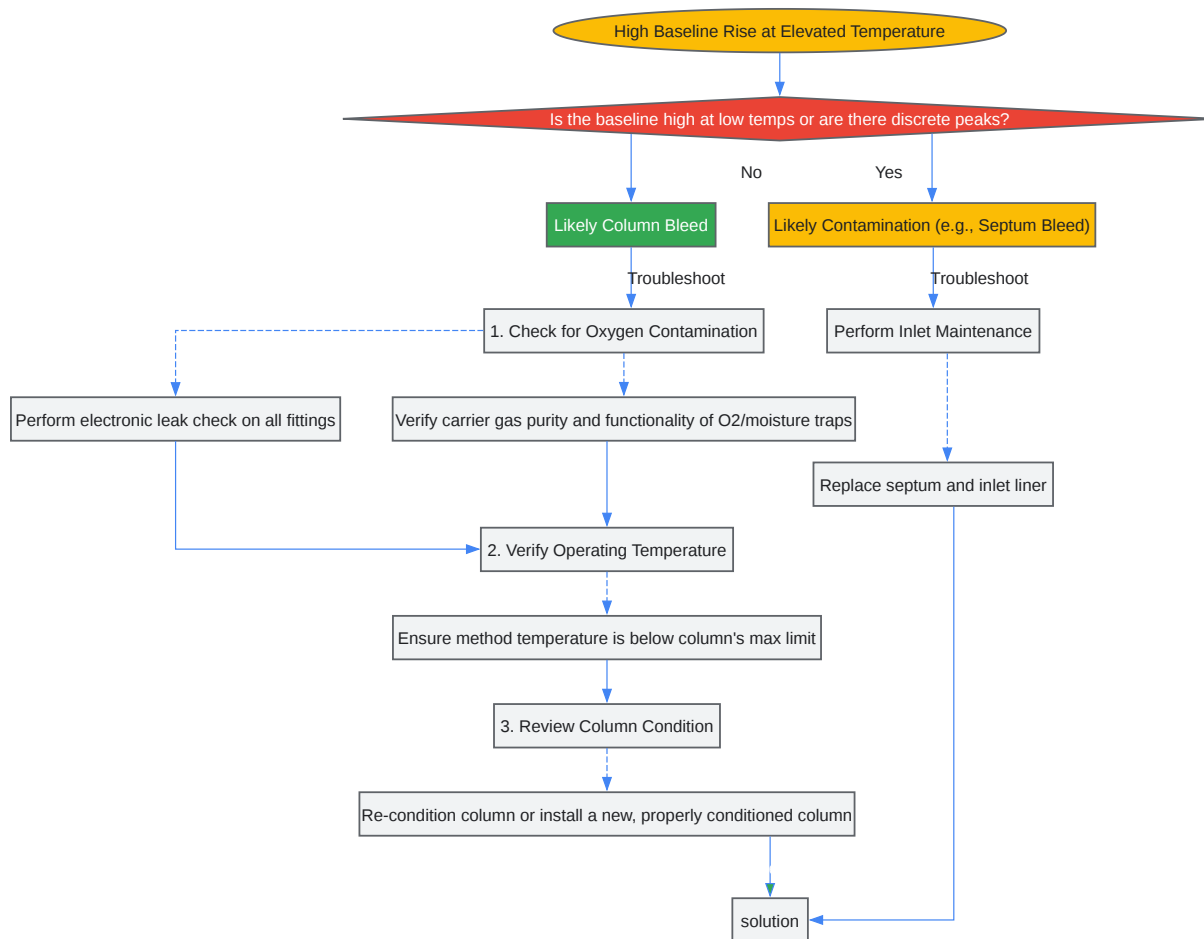 High Baseline Rise at Elevated Temperature
Is the baseline high at low temps or are there discrete peaks?
No
Yes
Likely Column Bleed
Likely Contamination (e.g., Septum Bleed)
Troubleshoot
Troubleshoot
1. Check for Oxygen Contamination
Perform Inlet Maintenance
Perform electronic leak check on all fittings
Verify carrier gas purity and functionality of O2/moisture traps
Replace septum and inlet liner
2. Verify Operating Temperature
Ensure method temperature is below column's max limit
3. Review Column Condition
Re-condition column or install a new, properly conditioned column
solution